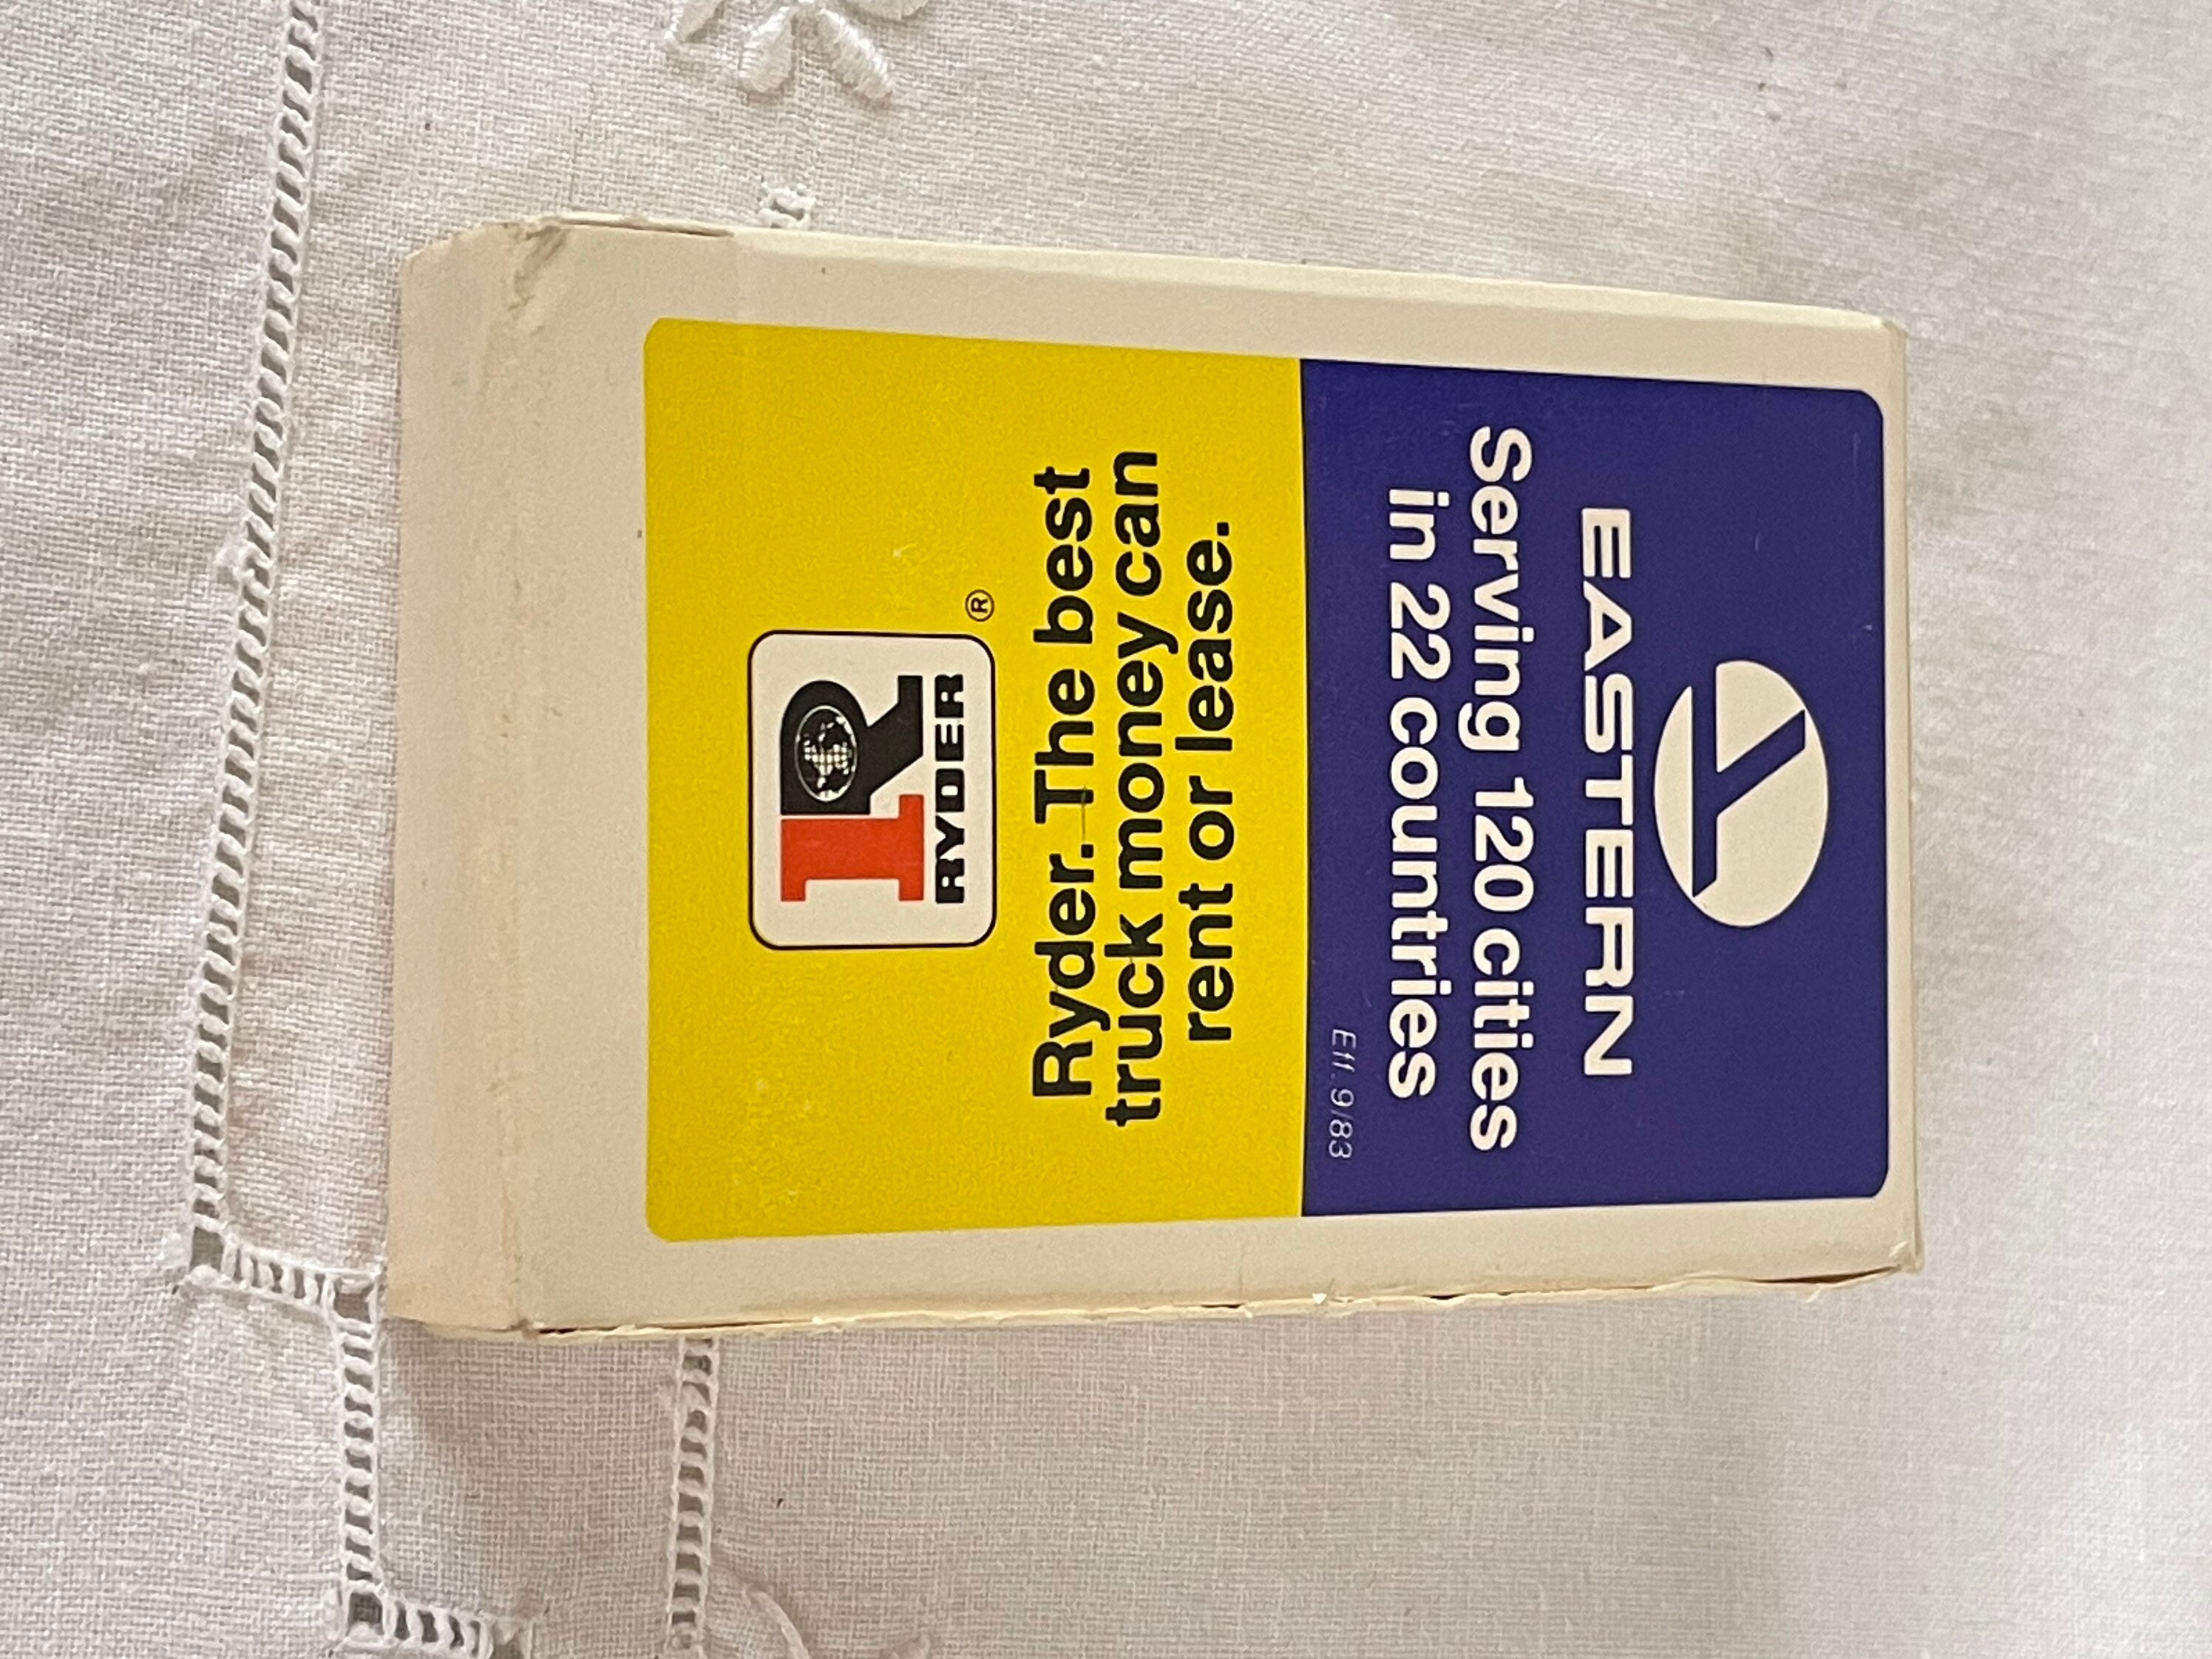 1R
RYDER
®
Ryder. The best
truck money can
rent or lease.
EASTERN
Serving 120 cities
in 22 countries
Eff. 9/83